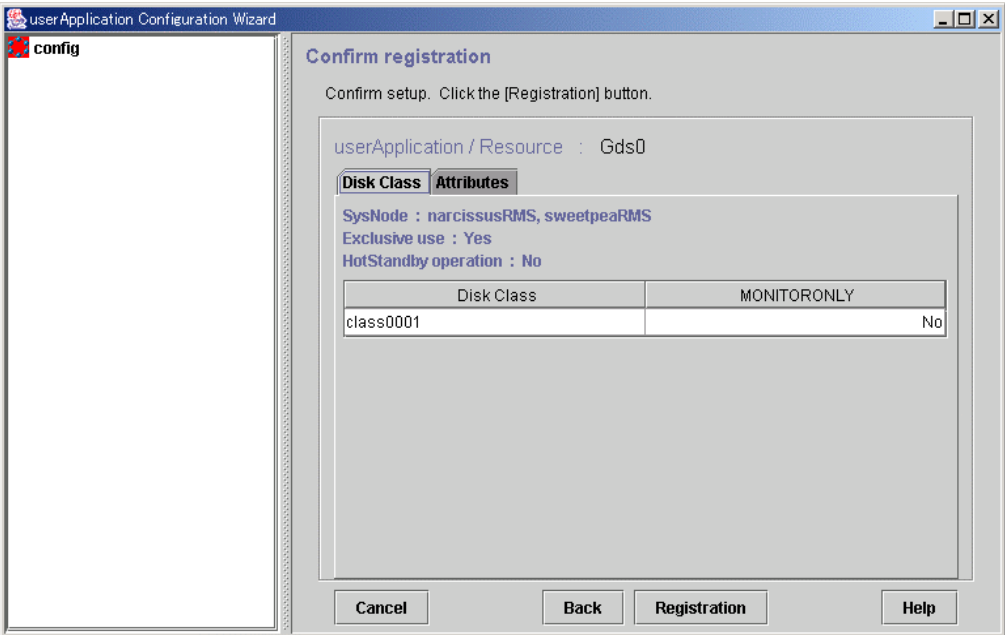 userApplication Configuration Wizard
config
Confirm registration
Confirm setup. Click the [Registration] button.
userApplication / Resource : Gds0
Disk Class Attributes
SysNode : narcissusRMS, sweetpeaRMS
Exclusive use : Yes
HotStandby operation : No
Disk Class MONITORONLY
class0001 No
Cancel Back Registration Help